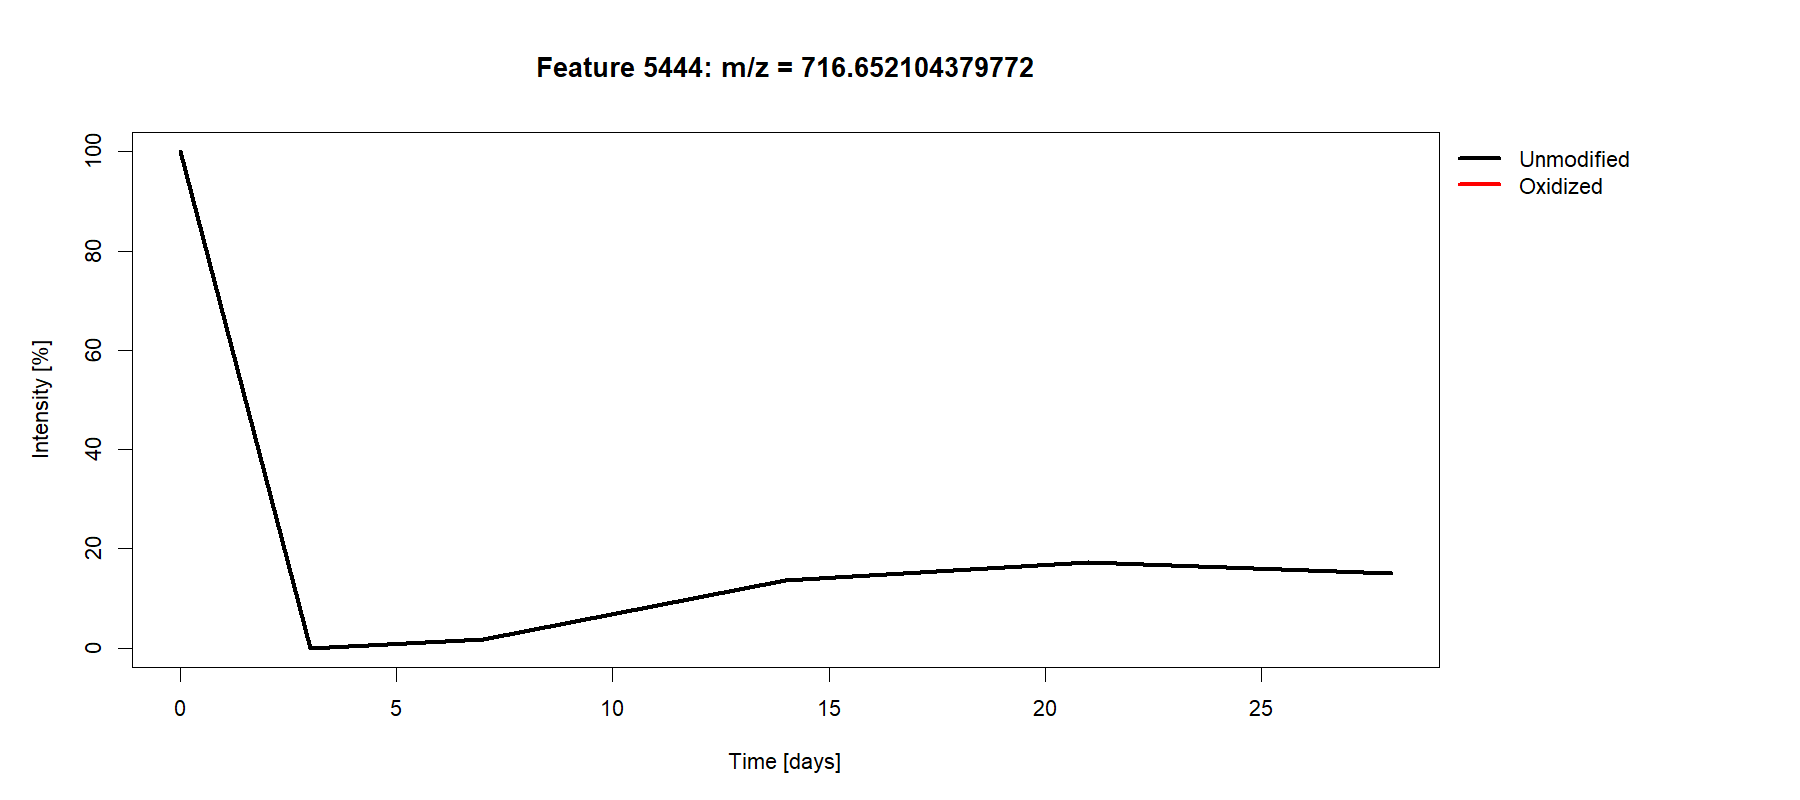 Feature 5444: m/z = 716.652104379772
Unmodified
Oxidized
Intensity [%]
100
80
60
40
20
0
0 5 10 15 20 25
Time [days]